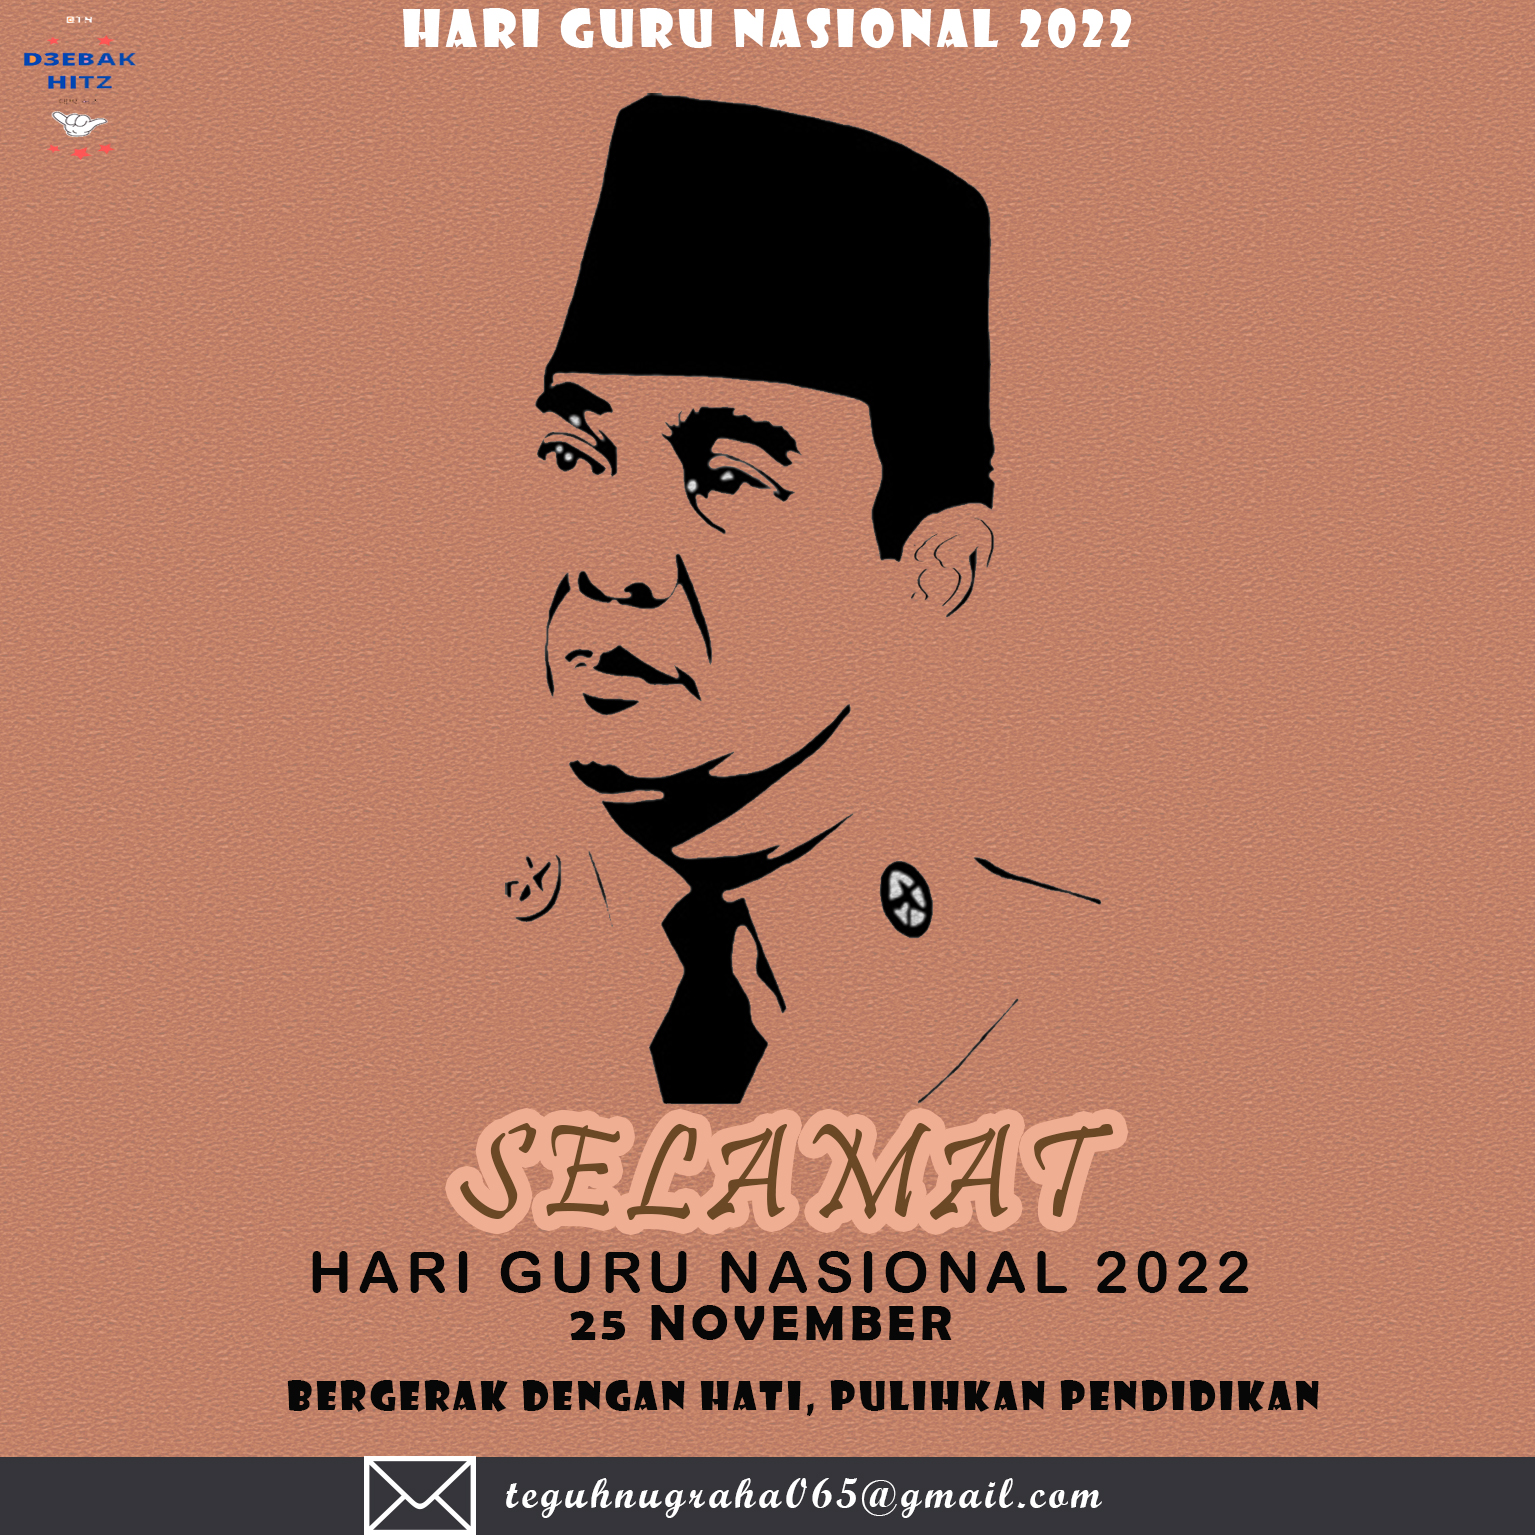 HARI GURU NASIONAL 2022
D3EBAK
HITZ
SELAMAT
HARI GURU NASIONAL 2022
25 NOVEMBER
BERGERAK DENGAN HATI, PULIHKAN PENDIDIKAN
teguhnugraha065@gmail.com